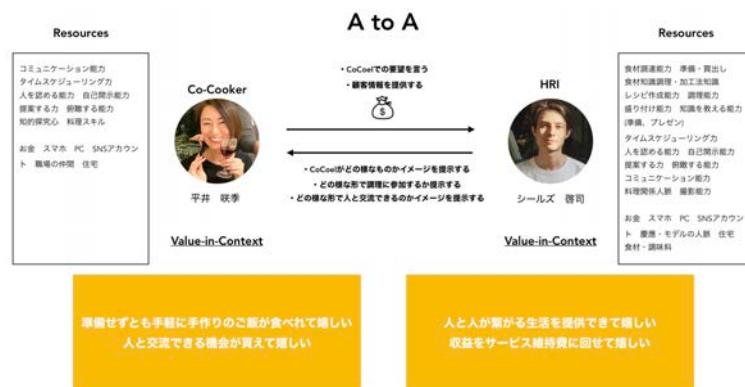 A to A
Resources
コミュニケーション能力
タイムスケジューリング力
人を認める能力 自己開示能力
提案する力 俯瞰する能力
知的探究心 料理スキル
お金 スマホ PC SNSアカウン
ト 職場の仲間 住宅
Co-Cooker
平井 咲季
・CoCoelでの要望を言う
・顧客情報を提供する
$
・CoCoelがどの様なものかイメージを提示する
・どの様な形で調理に参加するか提示する
・どの様な形で人と交流できるのかイメージを提示する
HRI
シールズ 啓司
Resources
食材調達能力 準備・買出し
食材知識調理・加工法知識
レシピ作成能力 調理能力
盛り付け能力 知識を教える能力
(準備、プレゼン)
タイムスケジューリング力
人を認める能力 自己開示能力
提案する力 俯瞰する能力
コミュニケーション能力
料理関係人脈 撮影能力
お金 スマホ PC SNSアカウン
ト 慶應・モデルの人脈 住宅
食材・調味料
Value-in-Context
準備せずとも手軽に手作りのご飯が食べれて嬉しい
人と交流できる機会が買えて嬉しい
Value-in-Context
人と人が繋がる生活を提供できて嬉しい
収益をサービス維持費に回せて嬉しい